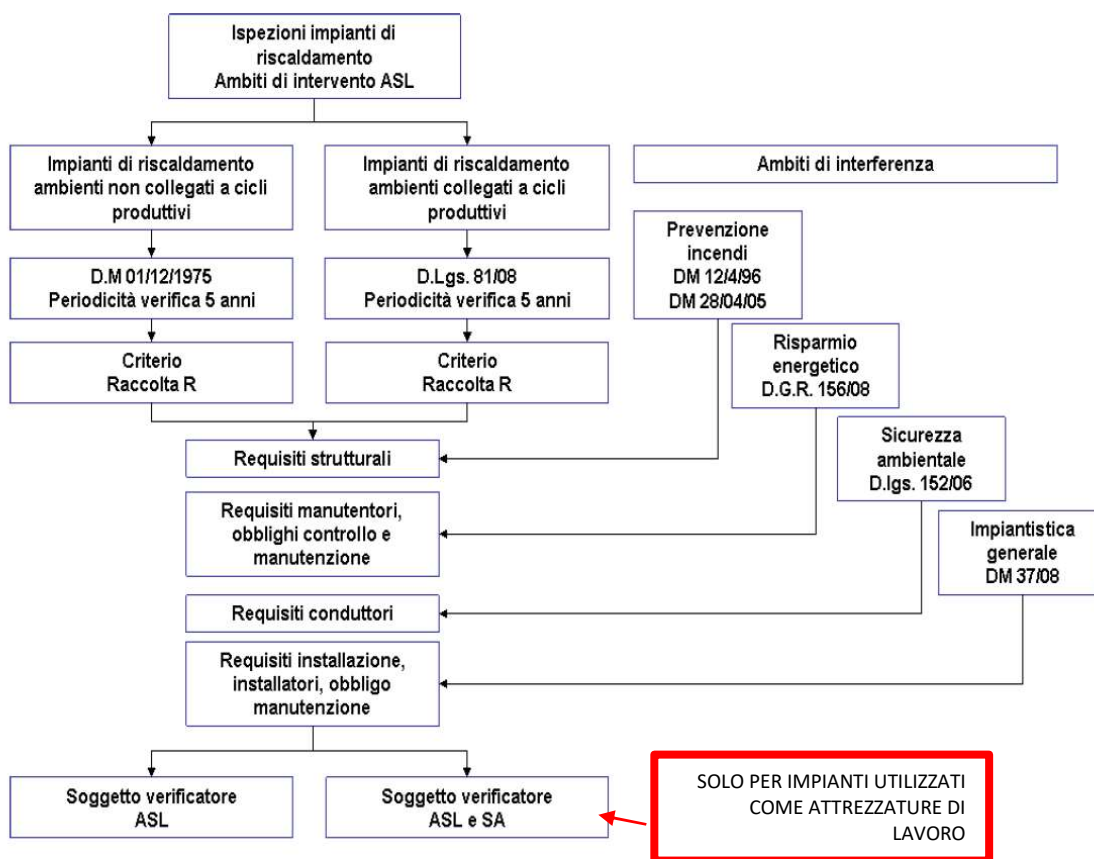 Ispezioni impianti di
riscaldamento
Ambiti di intervento ASL
Impianti di riscaldamento
ambienti non collegati a cicli
produttivi
Impianti di riscaldamento
ambienti collegati a cicli
produttivi
Ambiti di interferenza
D.M 01/12/1975
Periodicità verifica 5 anni
D.Lgs. 81/08
Periodicità verifica 5 anni
Prevenzione
incendi
DM 12/4/96
DM 28/04/05
Criterio
Raccolta R
Criterio
Raccolta R
Risparmio
energetico
D.G.R. 156/08
Requisiti strutturali
Sicurezza
ambientale
D.lgs. 152/06
Requisiti manutentori,
obblighi controllo e
manutenzione
Impiantistica
generale
DM 37/08
Requisiti conduttori
Requisiti installazione,
installatori, obbligo
manutenzione
Soggetto verificatore
ASL
Soggetto verificatore
ASL e SA
SOLO PER IMPIANTI UTILIZZATI
COME ATTREZZATURE DI
LAVORO